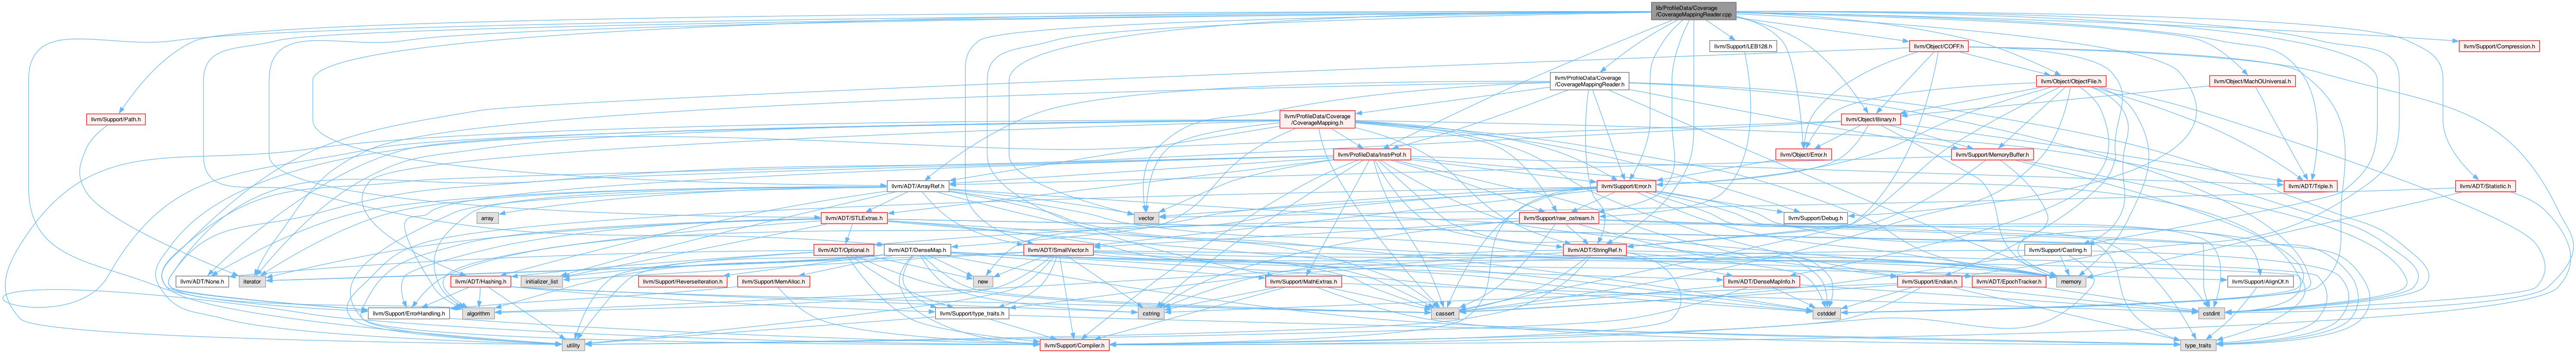 lib/ProfileData/Coverage
/CoverageMappingReader.cpp
llvm/Support/LEB128.h
llvm/Object/COFF.h
llvm/Support/Compression.h
llvm/ProfileData/Coverage
/CoverageMappingReader.h
llvm/Object/ObjectFile.h
llvm/Object/MachOUniversal.h
llvm/Support/Path.h
llvm/ProfileData/Coverage
/CoverageMapping.h
llvm/Object/Binary.h
llvm/ProfileData/InstrProf.h
llvm/Object/Error.h
llvm/Support/MemoryBuffer.h
llvm/ADT/ArrayRef.h
llvm/Support/Error.h
llvm/ADT/Triple.h
llvm/ADT/Statistic.h
array
llvm/ADT/STLExtras.h
vector
llvm/Support/raw_ostream.h
llvm/Support/Debug.h
llvm/ADT/Optional.h
llvm/ADT/DenseMap.h
llvm/ADT/SmallVector.h
llvm/ADT/StringRef.h
llvm/Support/Casting.h
llvm/ADT/None.h
iterator
llvm/ADT/Hashing.h
initializer_list
llvm/Support/ReverseIteration.h
llvm/Support/MemAlloc.h
new
llvm/Support/MathExtras.h
llvm/ADT/DenseMapInfo.h
llvm/Support/Endian.h
llvm/ADT/EpochTracker.h
memory
llvm/Support/AlignOf.h
llvm/Support/ErrorHandling.h
algorithm
llvm/Support/type_traits.h
cstring
cassert
cstddef
cstdint
utility
llvm/Support/Compiler.h
type_traits